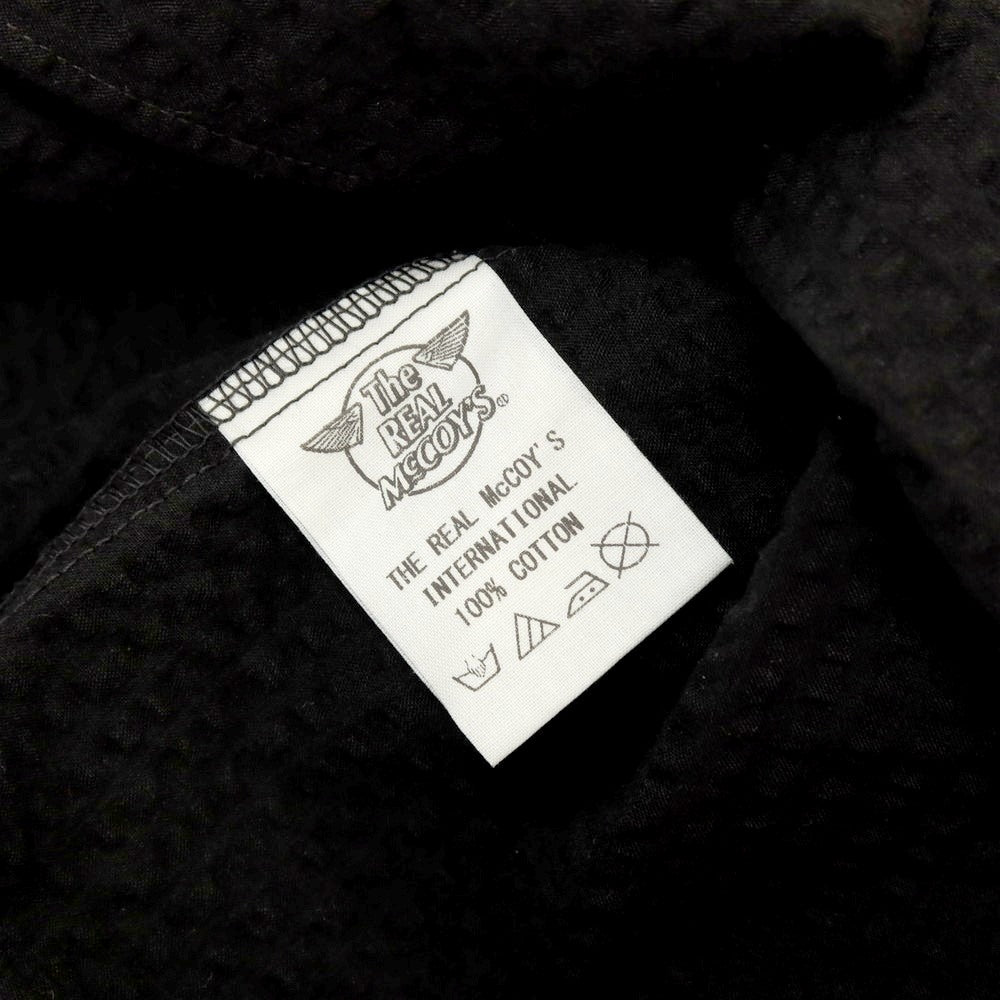 The
REAL
McCOY'S®
THE REAL McCOY'S
INTERNATIONAL
100% COTTON